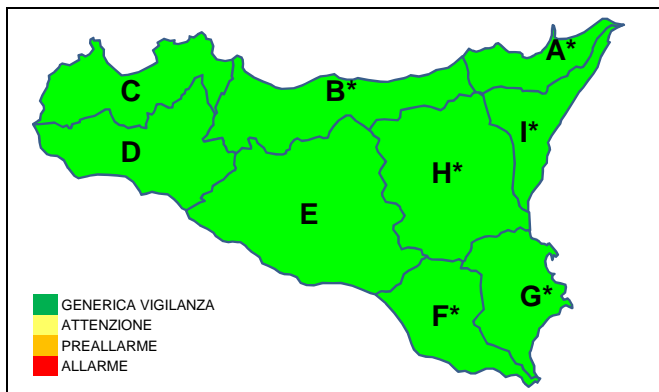 A*
C
B*
I*
D
H*
E
G*
F*
GENERICA VIGILANZA
ATTENZIONE
PREALLARME
ALLARME